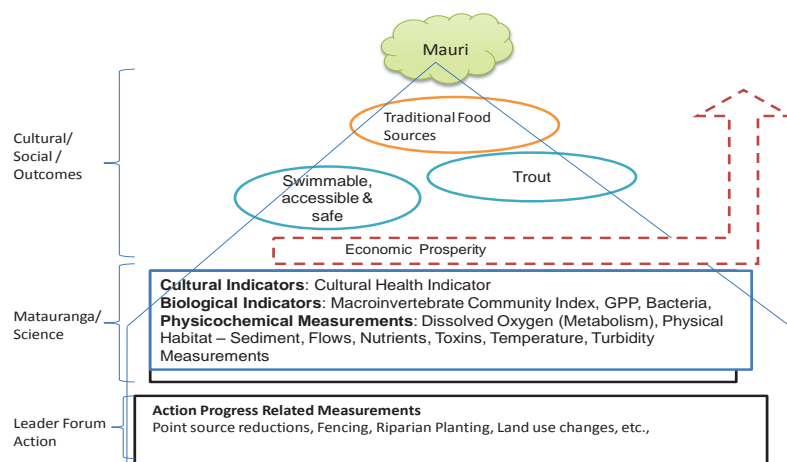 Mauri
Traditional Food
Sources
Cultural/
Social /
Outcomes
Trout
Swimmable,
accessible &
safe
Economic Prosperity
Matauranga/
Science
Cultural Indicators: Cultural Health Indicator
Biological Indicators: Macroinvertebrate Community Index, GPP, Bacteria,
Physicochemical Measurements: Dissolved Oxygen (Metabolism), Physical
Habitat – Sediment, Flows, Nutrients, Toxins, Temperature, Turbidity
Measurements
Leader Forum
Action
Action Progress Related Measurements
Point source reductions, Fencing, Riparian Planting, Land use changes, etc.,